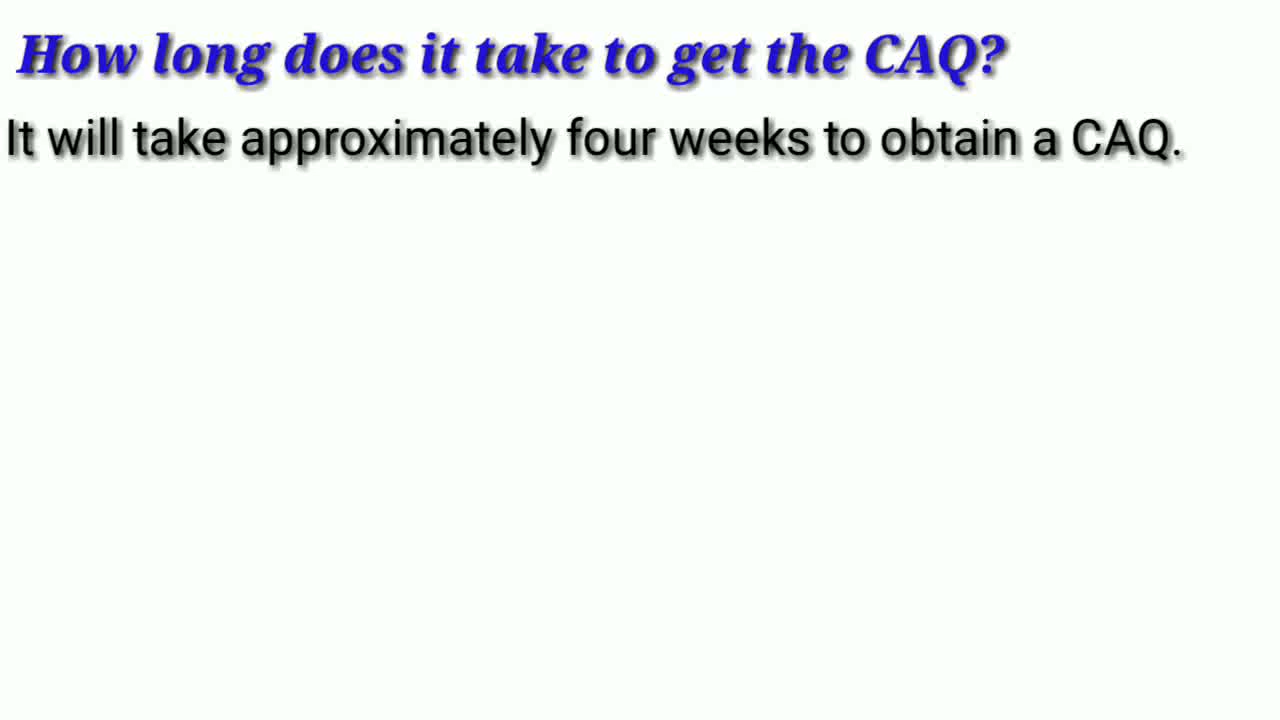 How long does it take to get the CAQ?
It will take approximately four weeks to obtain a CAQ.